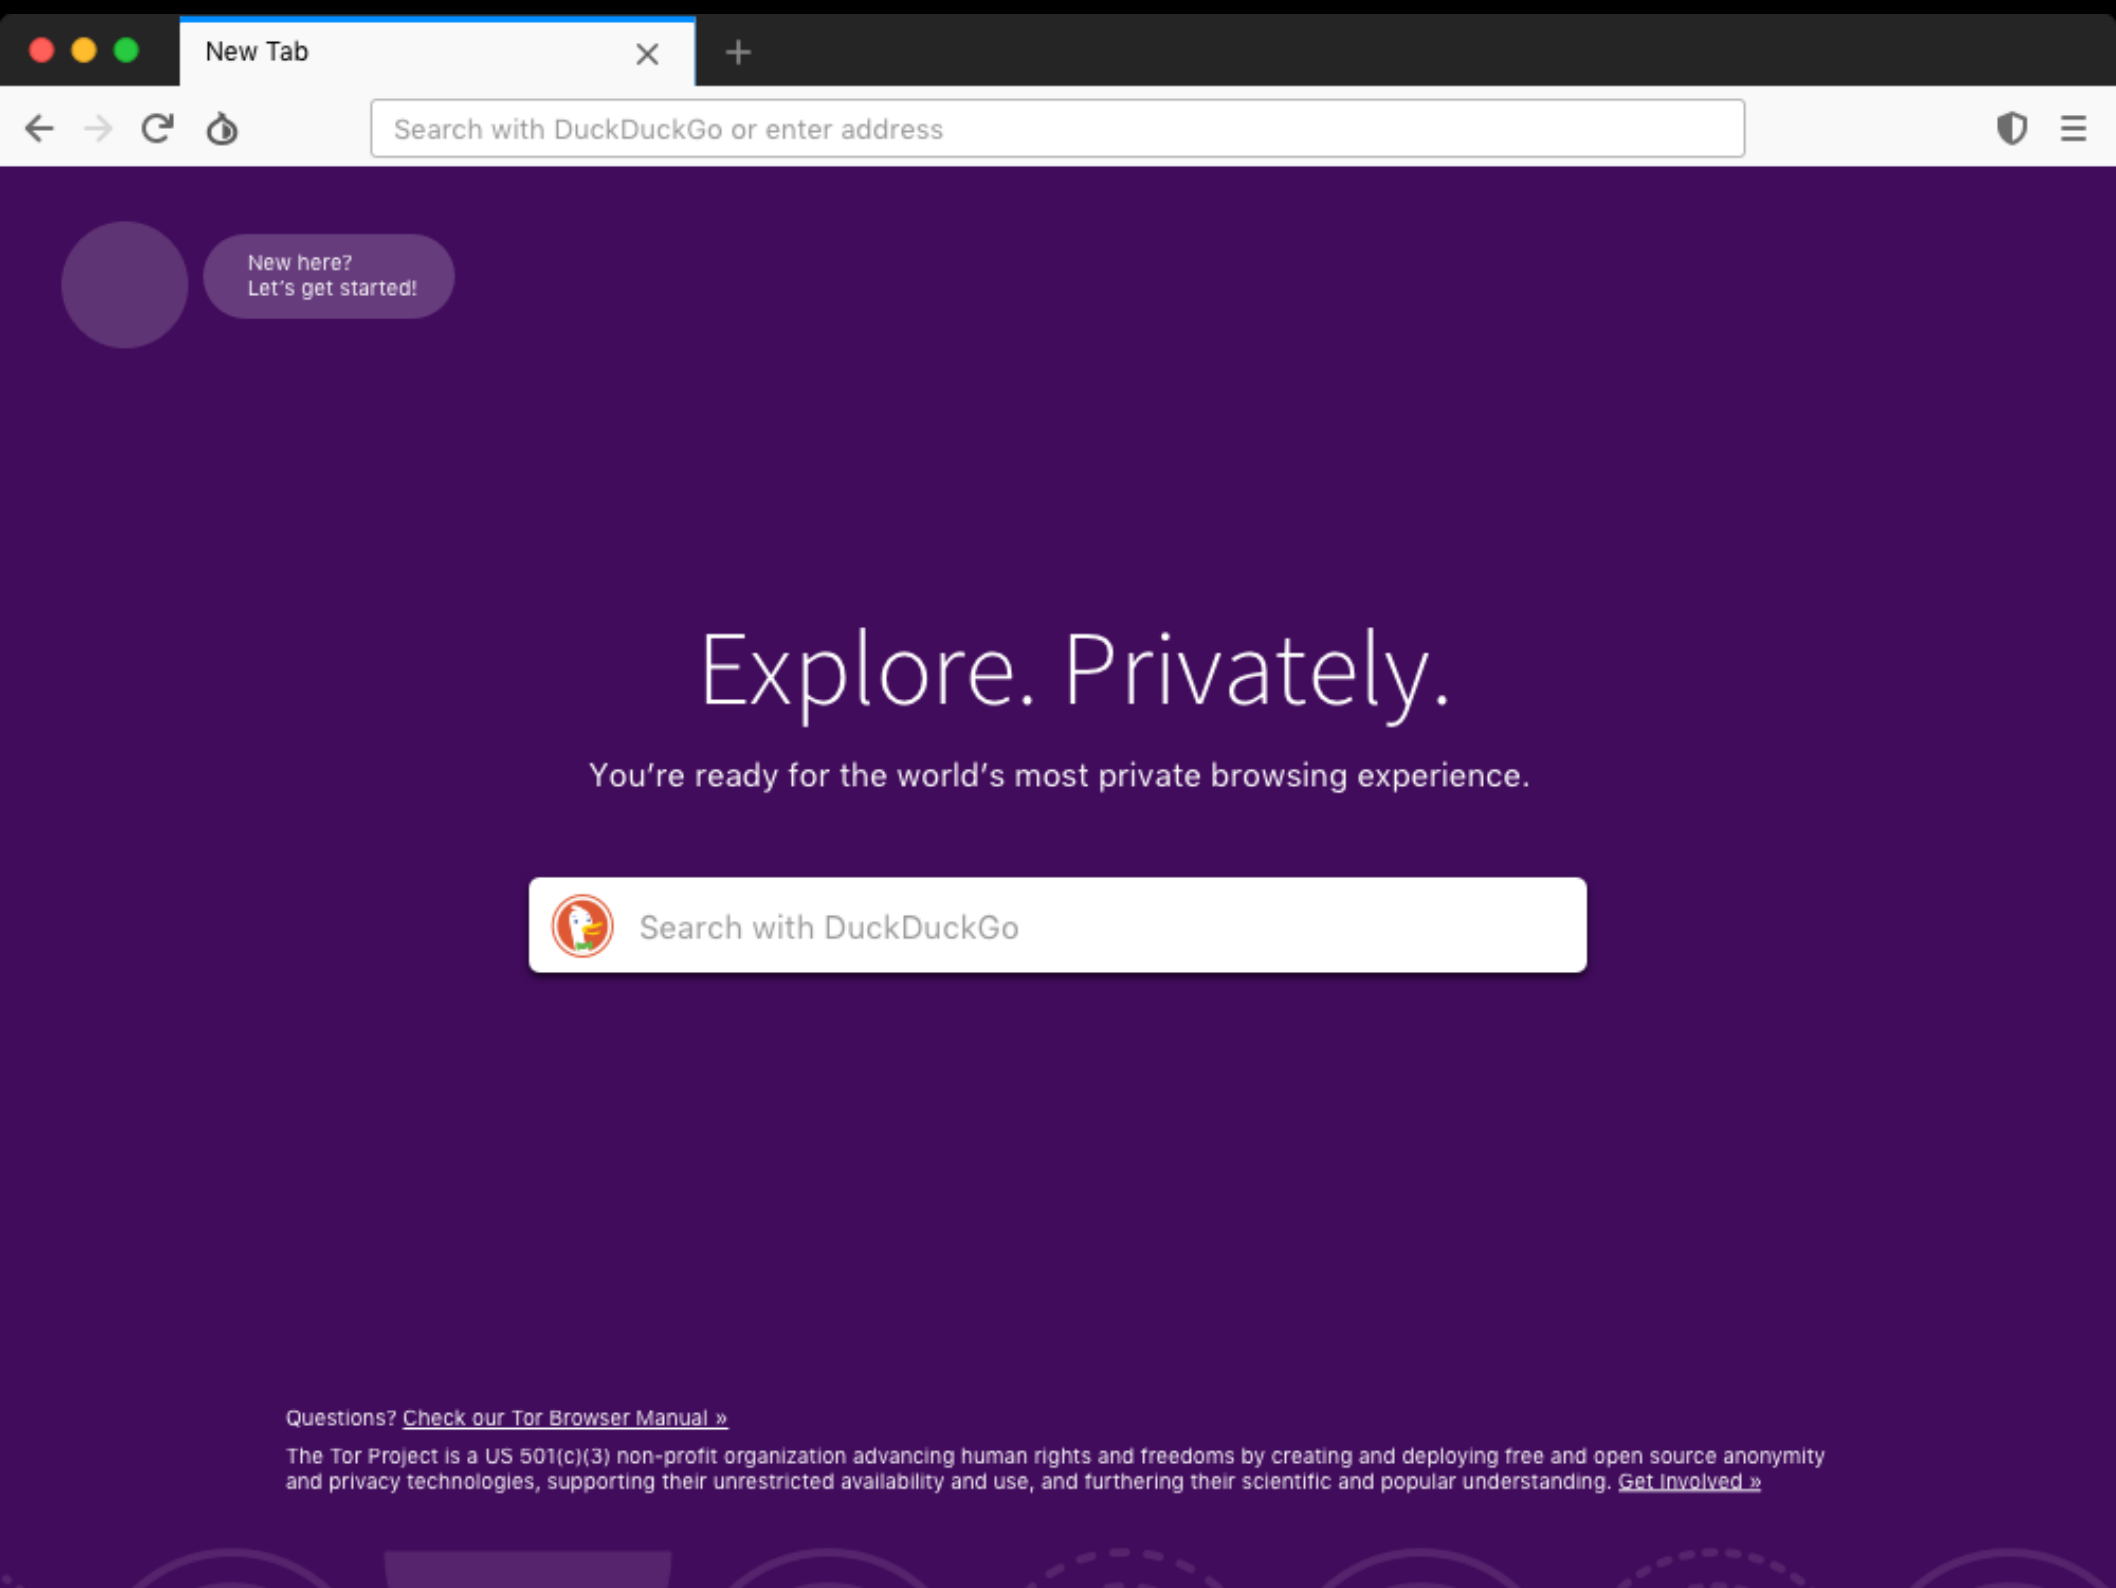 New Tab
Search with DuckDuckGo or enter address
New here?
Let's get started!
Explore. Privately.
You're ready for the world's most private browsing experience.
Search with DuckDuckGo
Questions? Check our Tor Browser Manual »
The Tor Project is a US 501(c)(3) non-profit organization advancing human rights and freedoms by creating and deploying free and open source anonymity
and privacy technologies, supporting their unrestricted availability and use, and furthering their scientific and popular understanding. Get Involved »